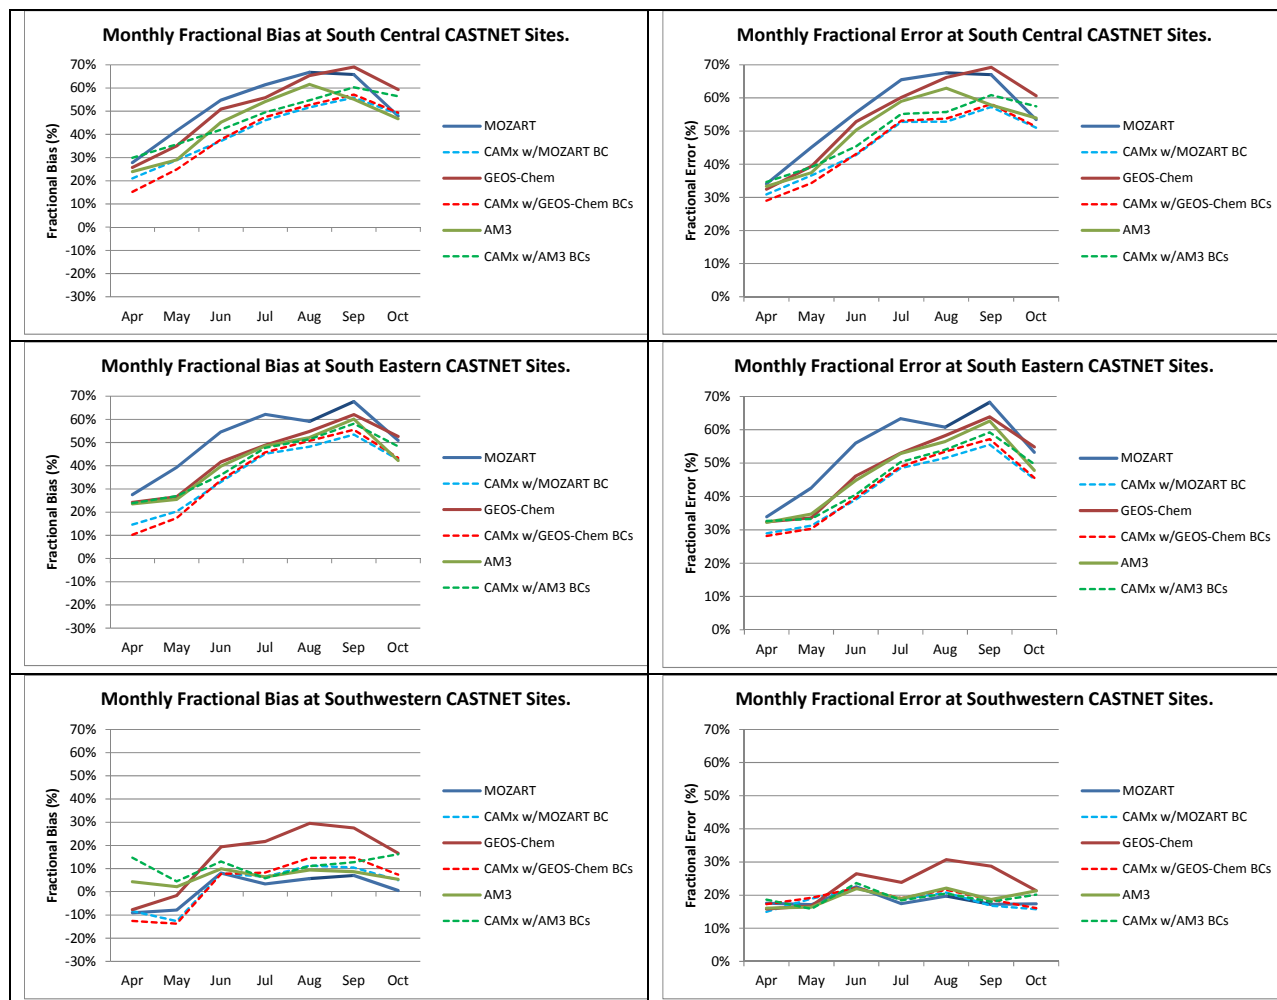 Monthly Fractional Bias at South Central CASTNET Sites.
Fractional Bias (%)
70%
60%
50%
40%
30%
20%
10%
0%
-10%
-20%
-30%
Apr May Jun Jul Aug Sep Oct
MOZART
CAMx w/MOZART BC
GEOS-Chem
CAMx w/GEOS-Chem BCs
AM3
CAMx w/AM3 BCs
Monthly Fractional Error at South Central CASTNET Sites.
Fractional Error (%)
70%
60%
50%
40%
30%
20%
10%
0%
Apr May Jun Jul Aug Sep Oct
MOZART
CAMx w/MOZART BC
GEOS-Chem
CAMx w/GEOS-Chem BCs
AM3
CAMx w/AM3 BCs
Monthly Fractional Bias at South Eastern CASTNET Sites.
Fractional Bias (%)
70%
60%
50%
40%
30%
20%
10%
0%
-10%
-20%
-30%
Apr May Jun Jul Aug Sep Oct
MOZART
CAMx w/MOZART BC
GEOS-Chem
CAMx w/GEOS-Chem BCs
AM3
CAMx w/AM3 BCs
Monthly Fractional Error at South Eastern CASTNET Sites.
Fractional Error (%)
70%
60%
50%
40%
30%
20%
10%
0%
Apr May Jun Jul Aug Sep Oct
MOZART
CAMx w/MOZART BC
GEOS-Chem
CAMx w/GEOS-Chem BCs
AM3
CAMx w/AM3 BCs
Monthly Fractional Bias at Southwestern CASTNET Sites.
Fractional Bias (%)
70%
60%
50%
40%
30%
20%
10%
0%
-10%
-20%
-30%
Apr May Jun Jul Aug Sep Oct
MOZART
CAMx w/MOZART BC
GEOS-Chem
CAMx w/GEOS-Chem BCs
AM3
CAMx w/AM3 BCs
Monthly Fractional Error at Southwestern CASTNET Sites.
Fractional Error (%)
70%
60%
50%
40%
30%
20%
10%
0%
Apr May Jun Jul Aug Sep Oct
MOZART
CAMx w/MOZART BC
GEOS-Chem
CAMx w/GEOS-Chem BCs
AM3
CAMx w/AM3 BCs